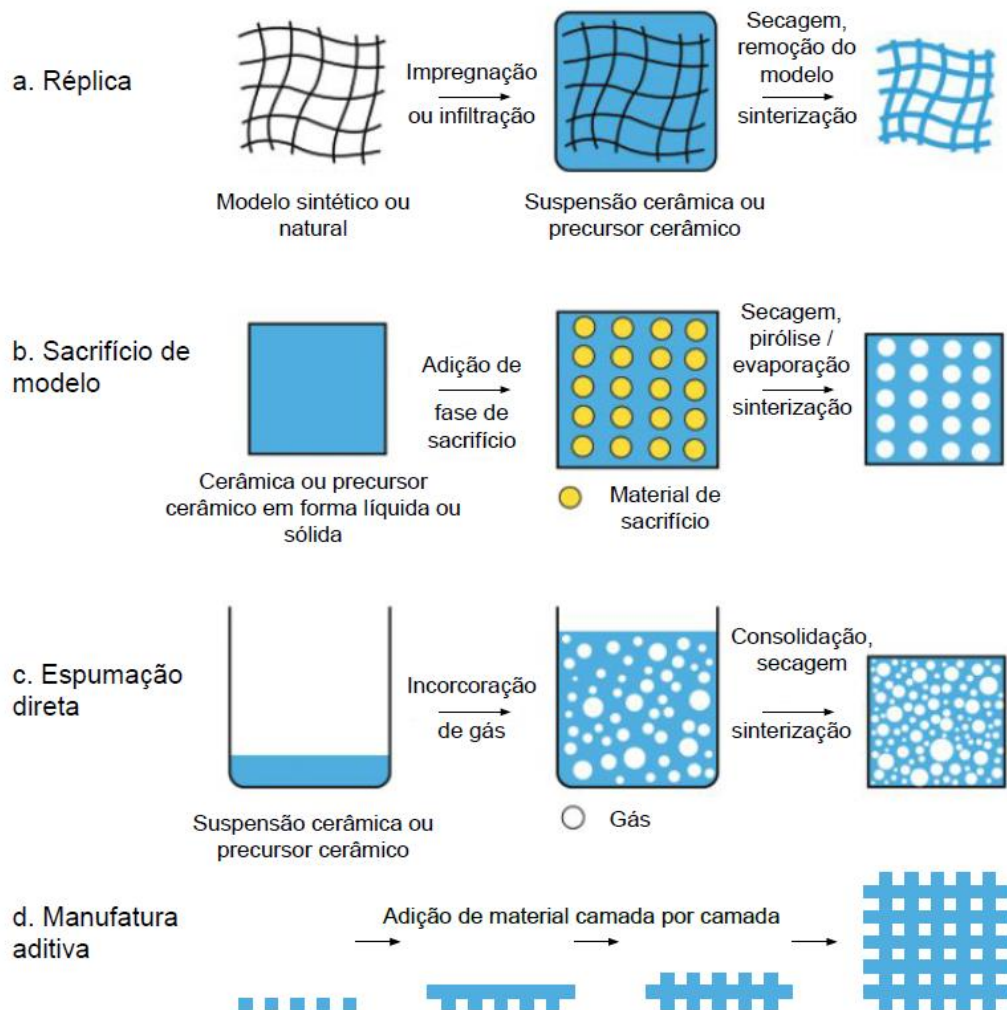 a. Réplica
Impregnação
ou infiltração
Secagem,
remoção do
modelo
sinterização
Modelo sintético ou
natural
Suspensão cerâmica ou
precursor cerâmico
b. Sacrifício de
modelo
Adição de
fase de
sacrifício
Secagem,
pirólise /
evaporação
sinterização
Cerâmica ou precursor
cerâmico em forma líquida ou
sólida
Material de
sacrifício
c. Espumação
direta
Incorcoração
de gás
Consolidação,
secagem
sinterização
Suspensão cerâmica ou
precursor cerâmico
Gás
d. Manufatura
aditiva
Adição de material camada por camada